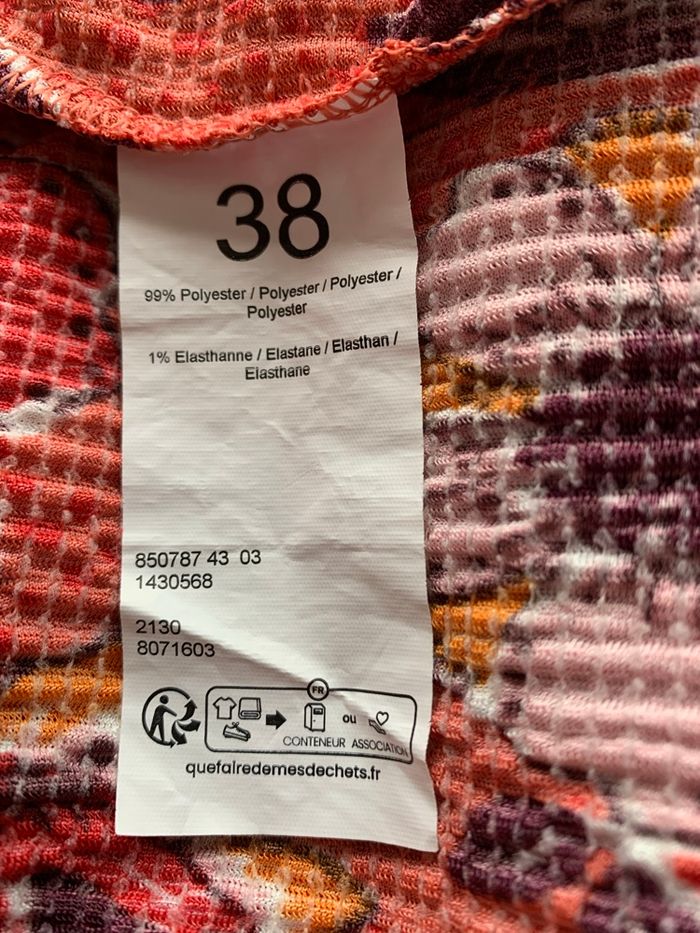 38
99% Polyester / Polyester / Polyester /
Polyester
1% Elasthanne / Elastane / Elasthan /
Elasthane
850787 43 03
1430568
2130
8071603
FR
ou
CONTENEUR ASSOCIATION
quefairedemesdechets.fr